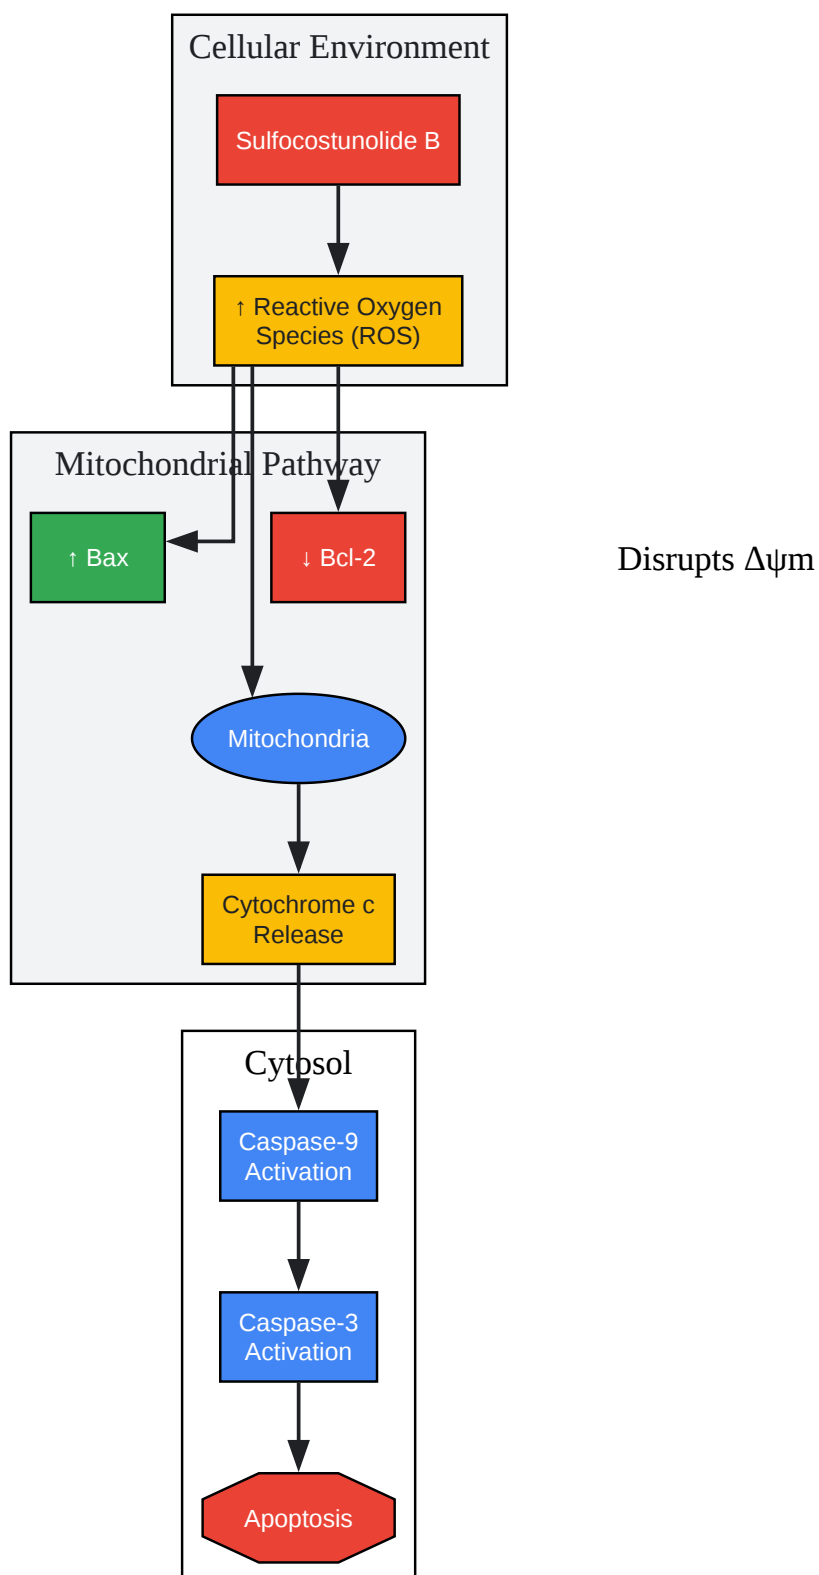 Cellular Environment
Sulfocostunolide B
↑ Reactive Oxygen
Species (ROS)
Mitochondrial Pathway
↑ Bax
↓ Bcl-2
Disrupts Δψm
Mitochondria
Cytochrome c
Release
Cytosol
Caspase-9
Activation
Caspase-3
Activation
Apoptosis